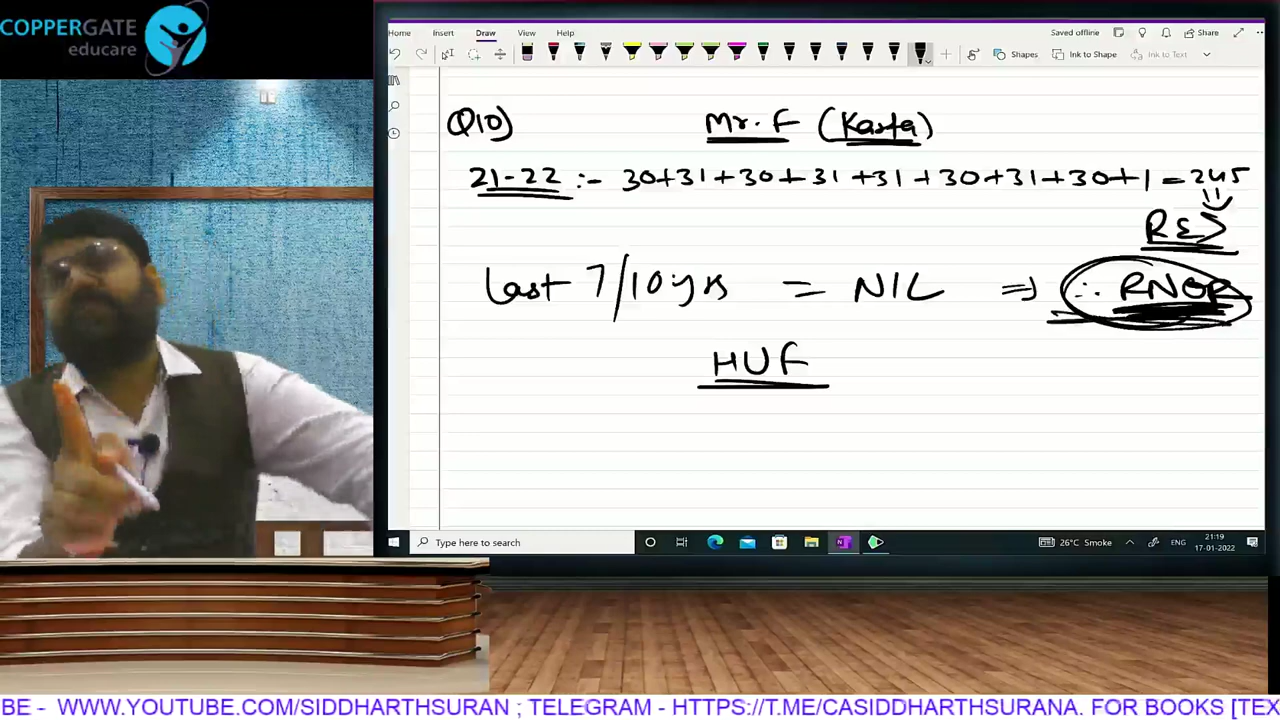 COPPERGATE
educare
Home Insert Draw View Help Saved offline Share
Shapes Ink to Shape Ink to Text
Q10) Mr. F (Karta)
21-22 :- 30+31+30+31+31+30+31+30+1 = 245
RES
last 7/10 yrs = NIL ⇒ ∴ RNOR
HUF
Type here to search
26°C Smoke ENG 21:19
17-01-2022
BE - WWW.YOUTUBE.COM/SIDDHARTHSURAN ; TELEGRAM - HTTPS://T.ME/CASIDDHARTHSURANA. FOR BOOKS [TEX